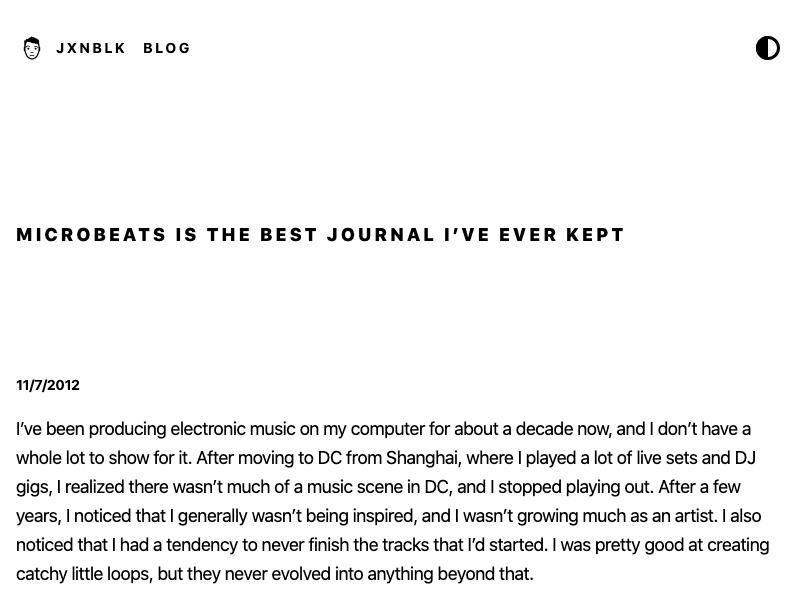 JXNBLK BLOG
MICROBEATS IS THE BEST JOURNAL I’VE EVER KEPT
11/7/2012
I’ve been producing electronic music on my computer for about a decade now, and I don’t have a
whole lot to show for it. After moving to DC from Shanghai, where I played a lot of live sets and DJ
gigs, I realized there wasn’t much of a music scene in DC, and I stopped playing out. After a few
years, I noticed that I generally wasn’t being inspired, and I wasn’t growing much as an artist. I also
noticed that I had a tendency to never finish the tracks that I’d started. I was pretty good at creating
catchy little loops, but they never evolved into anything beyond that.